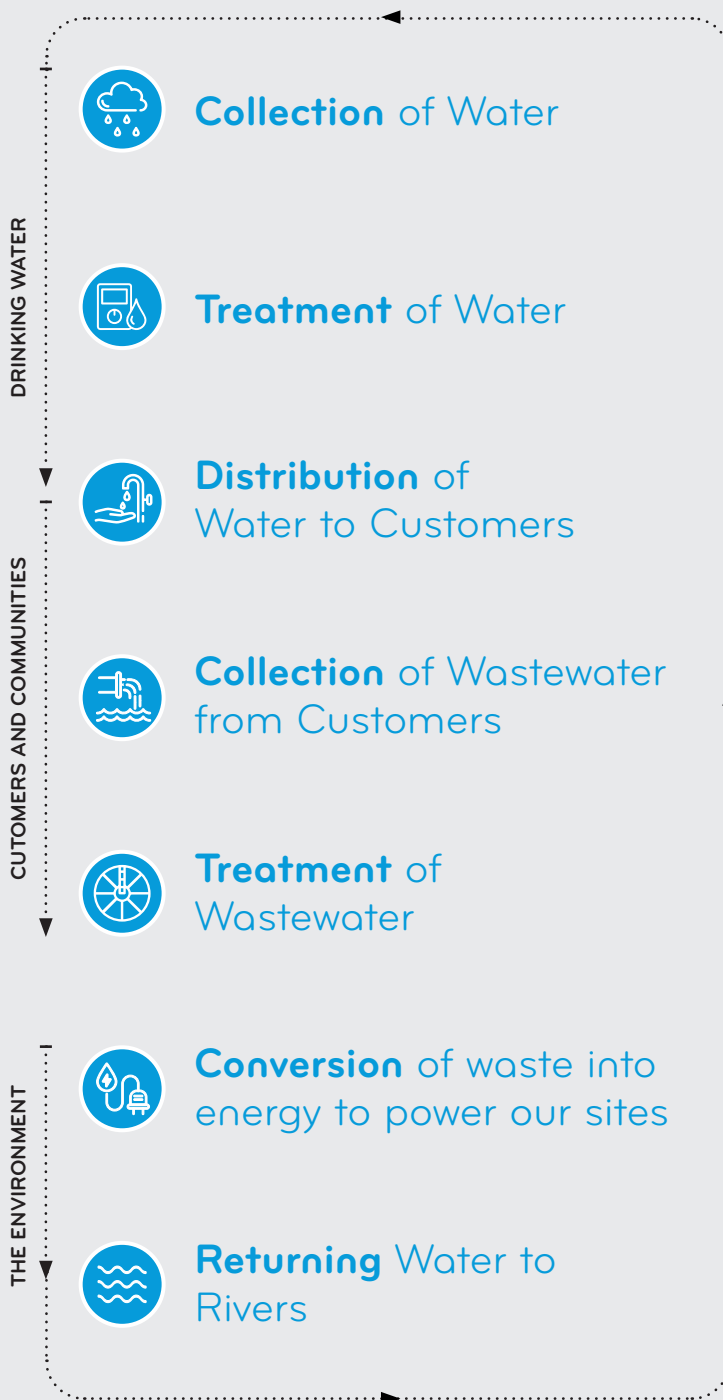 DRINKING WATER
Collection of Water
Treatment of Water
CUTOMERS AND COMMUNITIES
Distribution of
Water to Customers
Collection of Wastewater
from Customers
Treatment of
Wastewater
THE ENVIRONMENT
Conversion of waste into
energy to power our sites
Returning Water to
Rivers